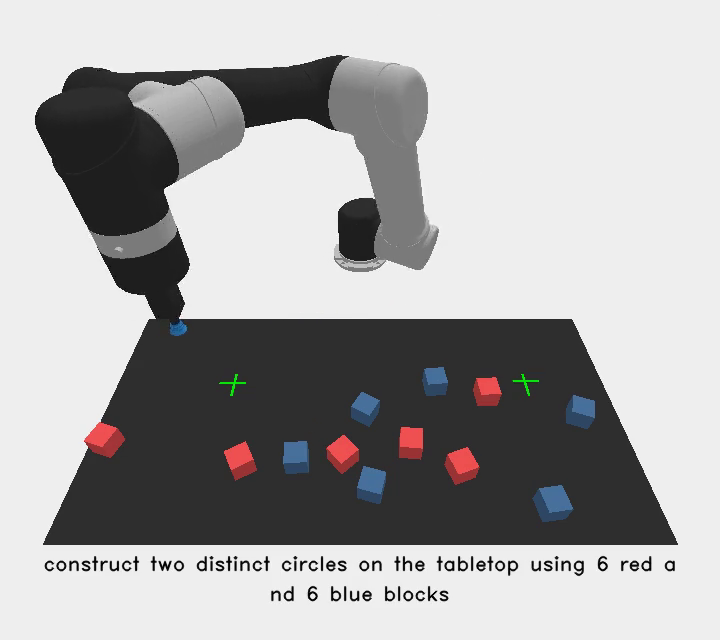 construct two distinct circles on the tabletop using 6 red a
nd 6 blue blocks